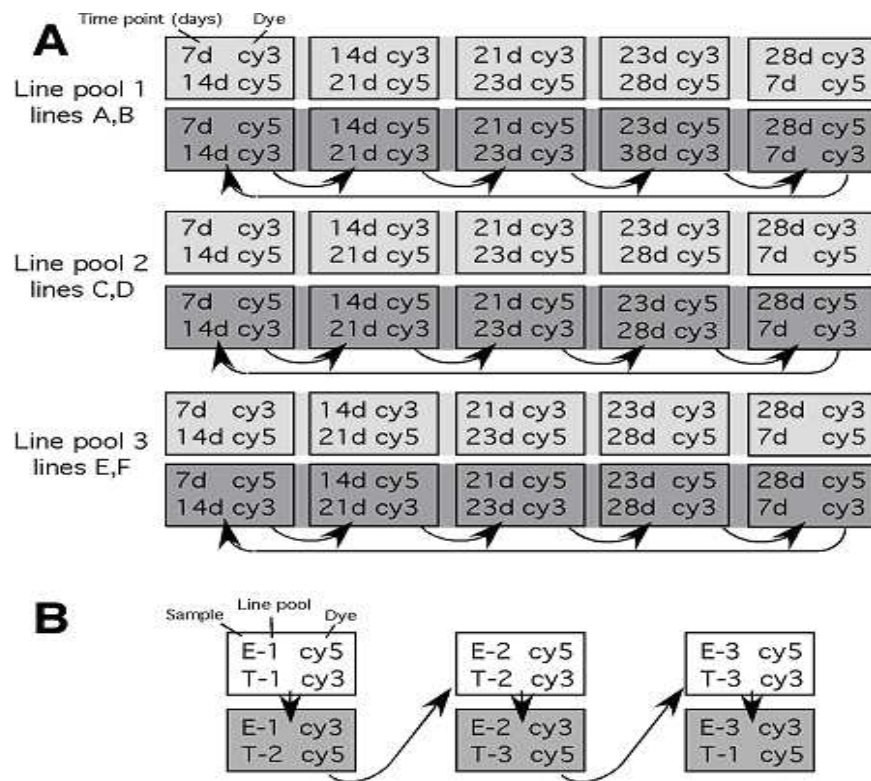 A
Time point (days) Dye
Line pool 1
lines A,B
7d cy3 14d cy3 21d cy3 23d cy3 28d cy3
14d cy5 21d cy5 23d cy5 28d cy5 7d cy5
7d cy5 14d cy5 21d cy5 23d cy5 28d cy5
14d cy3 21d cy3 23d cy3 38d cy3 7d cy3
Line pool 2
lines C,D
7d cy3 14d cy3 21d cy3 23d cy3 28d cy3
14d cy5 21d cy5 23d cy5 28d cy5 7d cy5
7d cy5 14d cy5 21d cy5 23d cy5 28d cy5
14d cy3 21d cy3 23d cy3 28d cy3 7d cy3
Line pool 3
lines E,F
7d cy3 14d cy3 21d cy3 23d cy3 28d cy3
14d cy5 21d cy5 23d cy5 28d cy5 7d cy5
7d cy5 14d cy5 21d cy5 23d cy5 28d cy5
14d cy3 21d cy3 23d cy3 28d cy3 7d cy3
B
Sample Line pool Dye
E-1 cy5 E-2 cy5 E-3 cy5
T-1 cy3 T-2 cy3 T-3 cy3
E-1 cy3 E-2 cy3 E-3 cy3
T-2 cy5 T-3 cy5 T-1 cy5